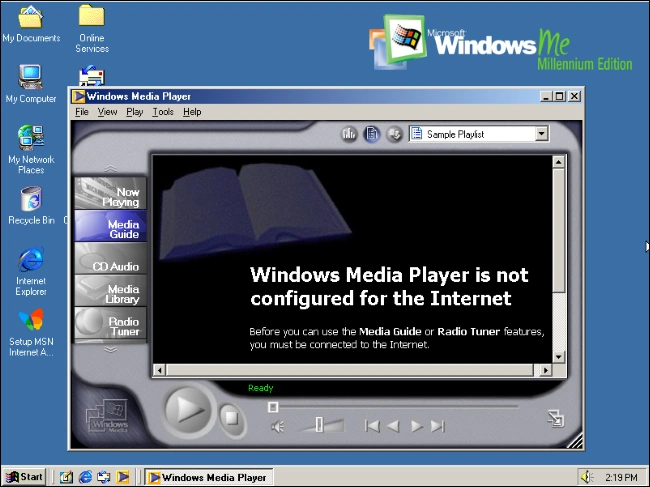 My Documents
Online
Services
Microsoft
Windows Me
Millennium Edition
My Computer
My Network
Places
Recycle Bin
Internet
Explorer
Setup MSN
Internet A...
Windows Media Player
File View Play Tools Help
Sample Playlist
Now
Playing
Media
Guide
CD Audio
Media
Library
Radio
Tuner
Windows Media Player is not
configured for the Internet
Before you can use the Media Guide or Radio Tuner features,
you must be connected to the Internet.
Ready
Windows
Media
Start
Windows Media Player
2:19 PM